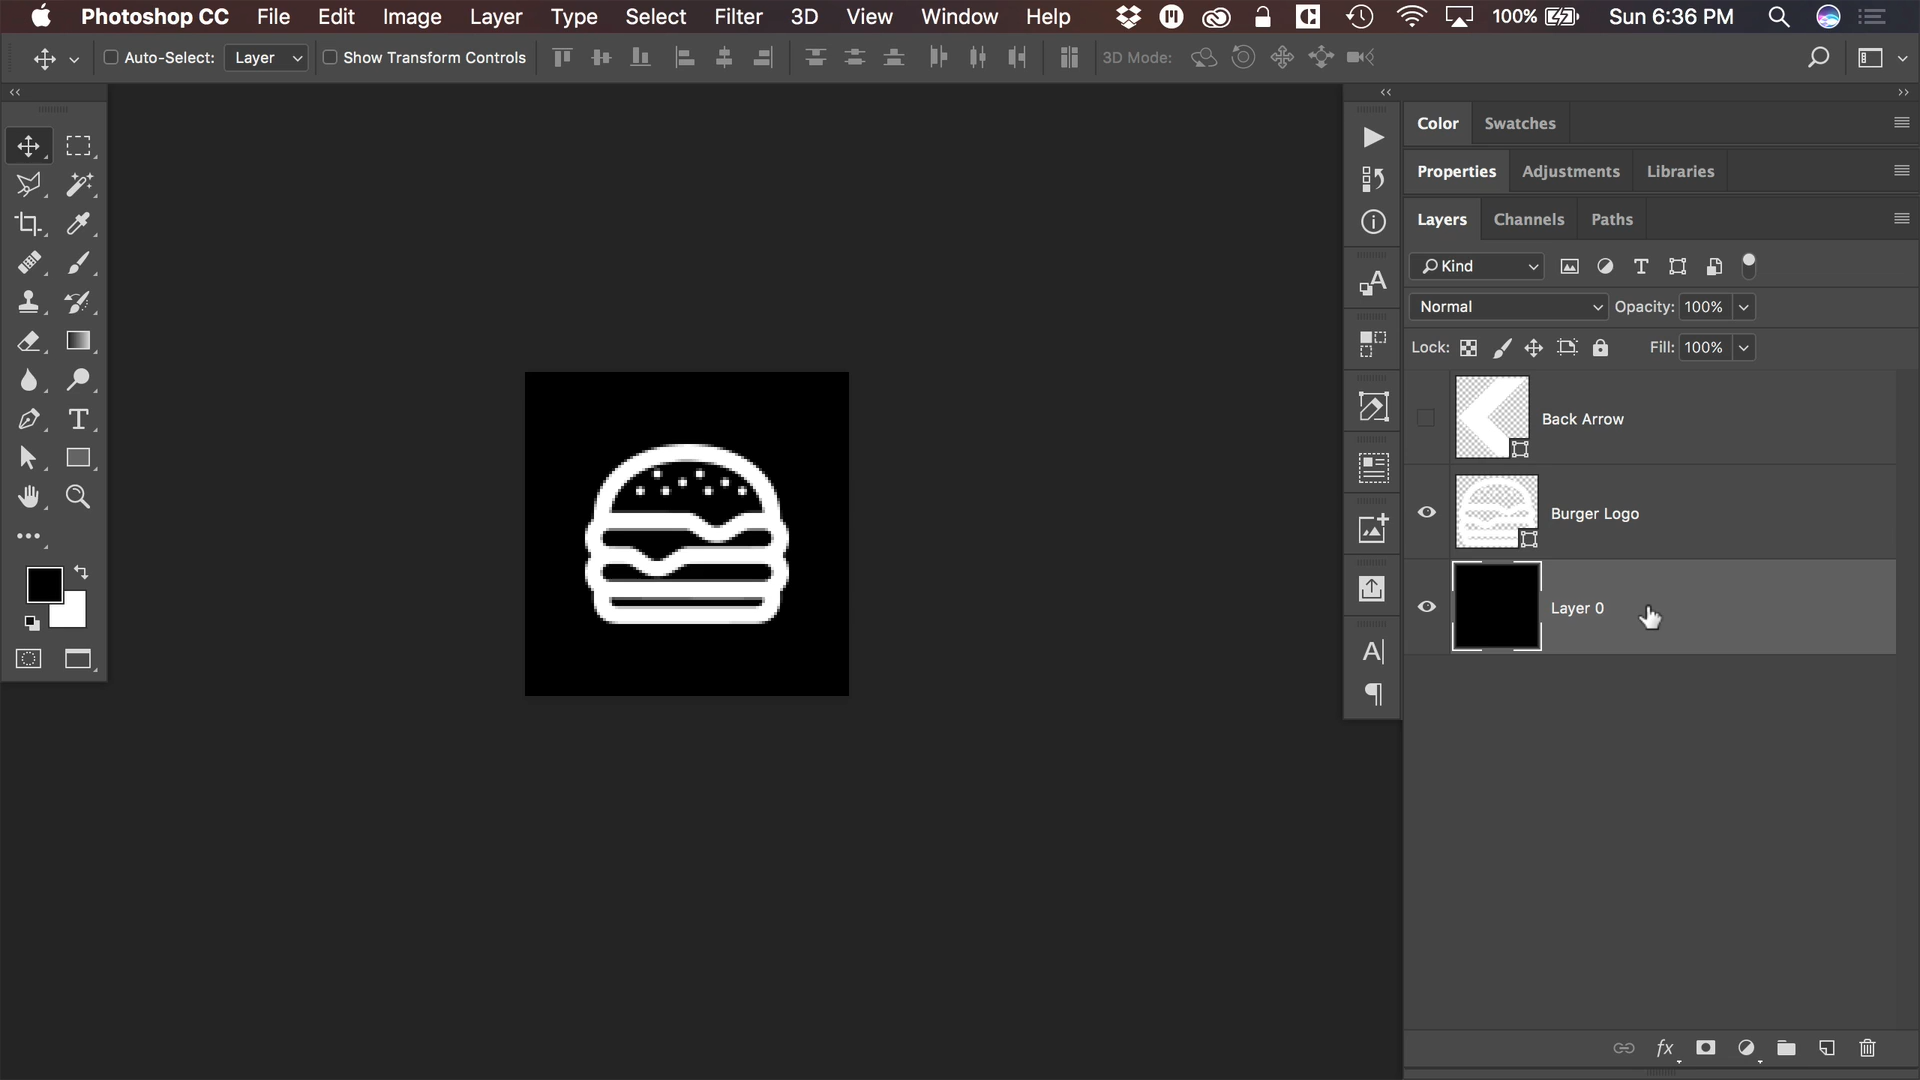 Photoshop CC File Edit Image Layer Type Select Filter 3D View Window Help 100% Sun 6:36 PM
Auto-Select: Layer Show Transform Controls 3D Mode:
Color Swatches
Properties Adjustments Libraries
Layers Channels Paths
Kind
Normal Opacity: 100%
Lock: Fill: 100%
Back Arrow
Burger Logo
Layer 0
fx